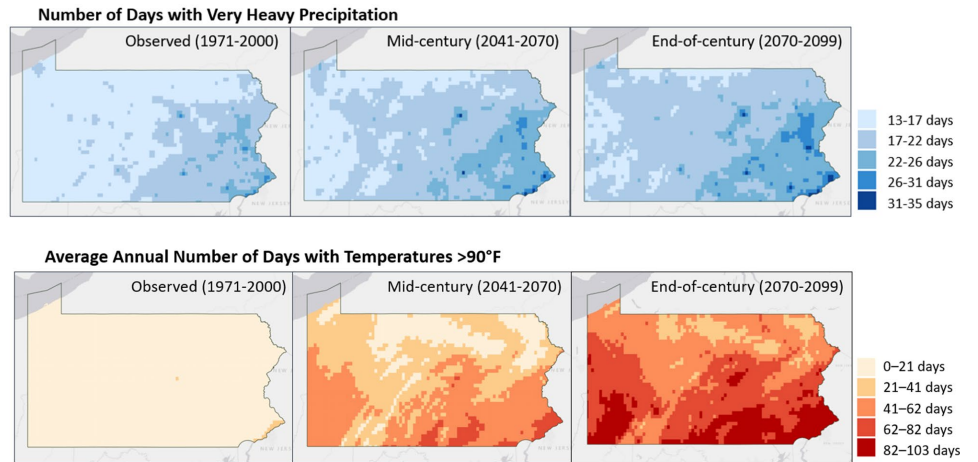 Number of Days with Very Heavy Precipitation
Observed (1971-2000)
Mid-century (2041-2070)
End-of-century (2070-2099)
13-17 days
17-22 days
22-26 days
26-31 days
31-35 days
Average Annual Number of Days with Temperatures >90°F
Observed (1971-2000)
Mid-century (2041-2070)
End-of-century (2070-2099)
0–21 days
21–41 days
41–62 days
62–82 days
82–103 days